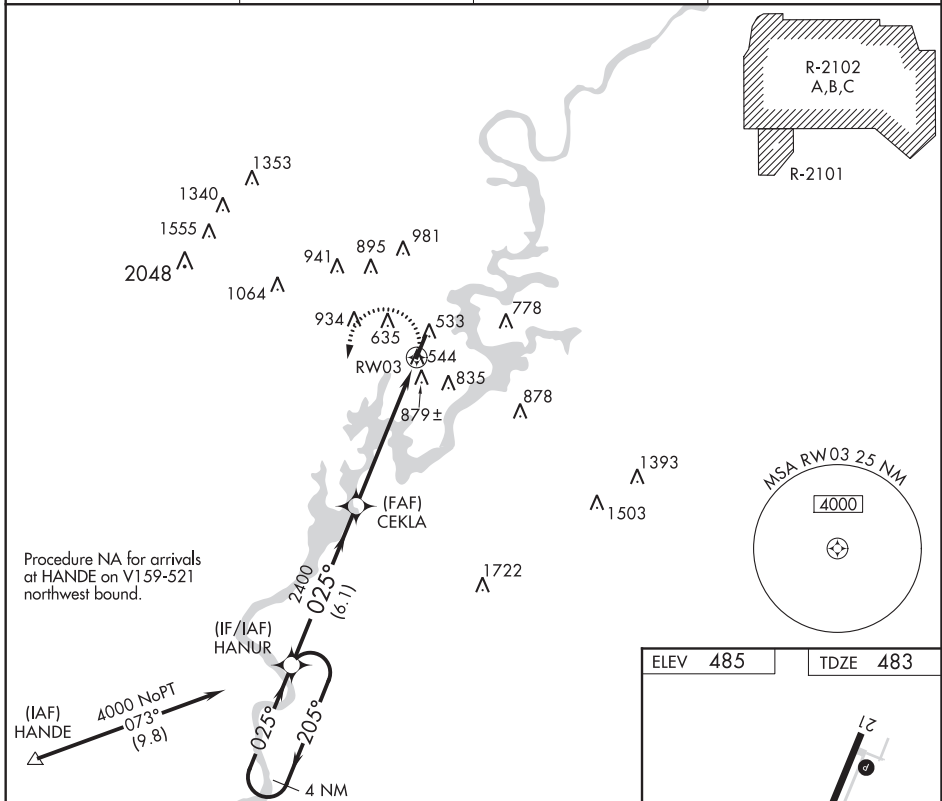 R-2102
A,B,C
R-2101
1353
1340
1555
2048
1064
941
895
981
934
635
533
778
RW03
544
835
879±
878
1393
1503
1722
MSA RW03 25 NM
4000
(FAF)
CEKLA
Procedure NA for arrivals
at HANDE on V159-521
northwest bound.
2400
025°
(6.1)
(IF/IAF)
HANUR
(IAF)
HANDE
4000 NoPT
073°
(9.8)
025°
205°
4 NM
ELEV 485
TDZE 483
21
P